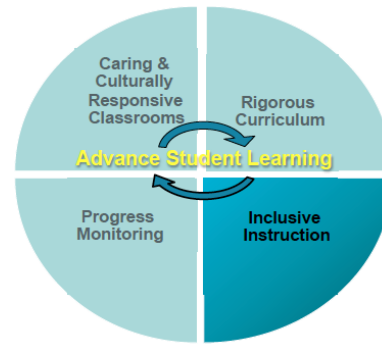 Caring &
Culturally
Responsive
Classrooms
Rigorous
Curriculum
Advance Student Learning
Progress
Monitoring
Inclusive
Instruction